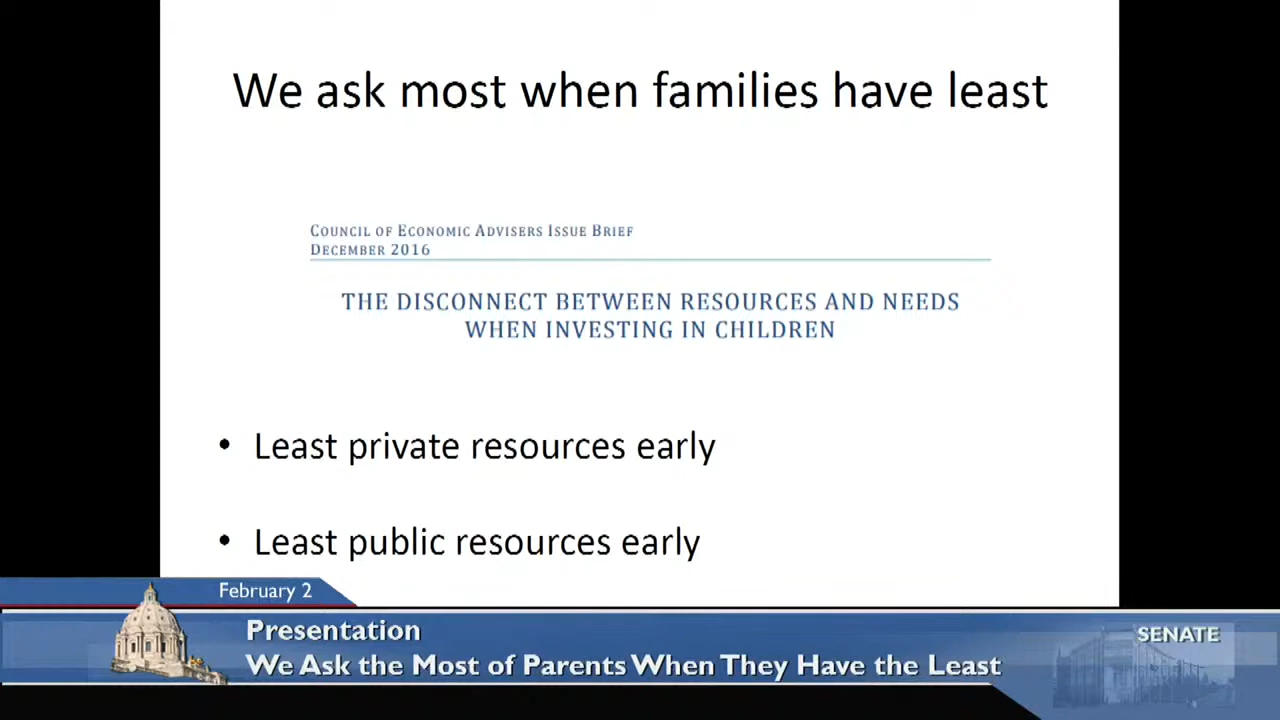 We ask most when families have least
COUNCIL OF ECONOMIC ADVISERS ISSUE BRIEF
DECEMBER 2016
THE DISCONNECT BETWEEN RESOURCES AND NEEDS
WHEN INVESTING IN CHILDREN
• Least private resources early
• Least public resources early
February 2
Presentation
We Ask the Most of Parents When They Have the Least
SENATE